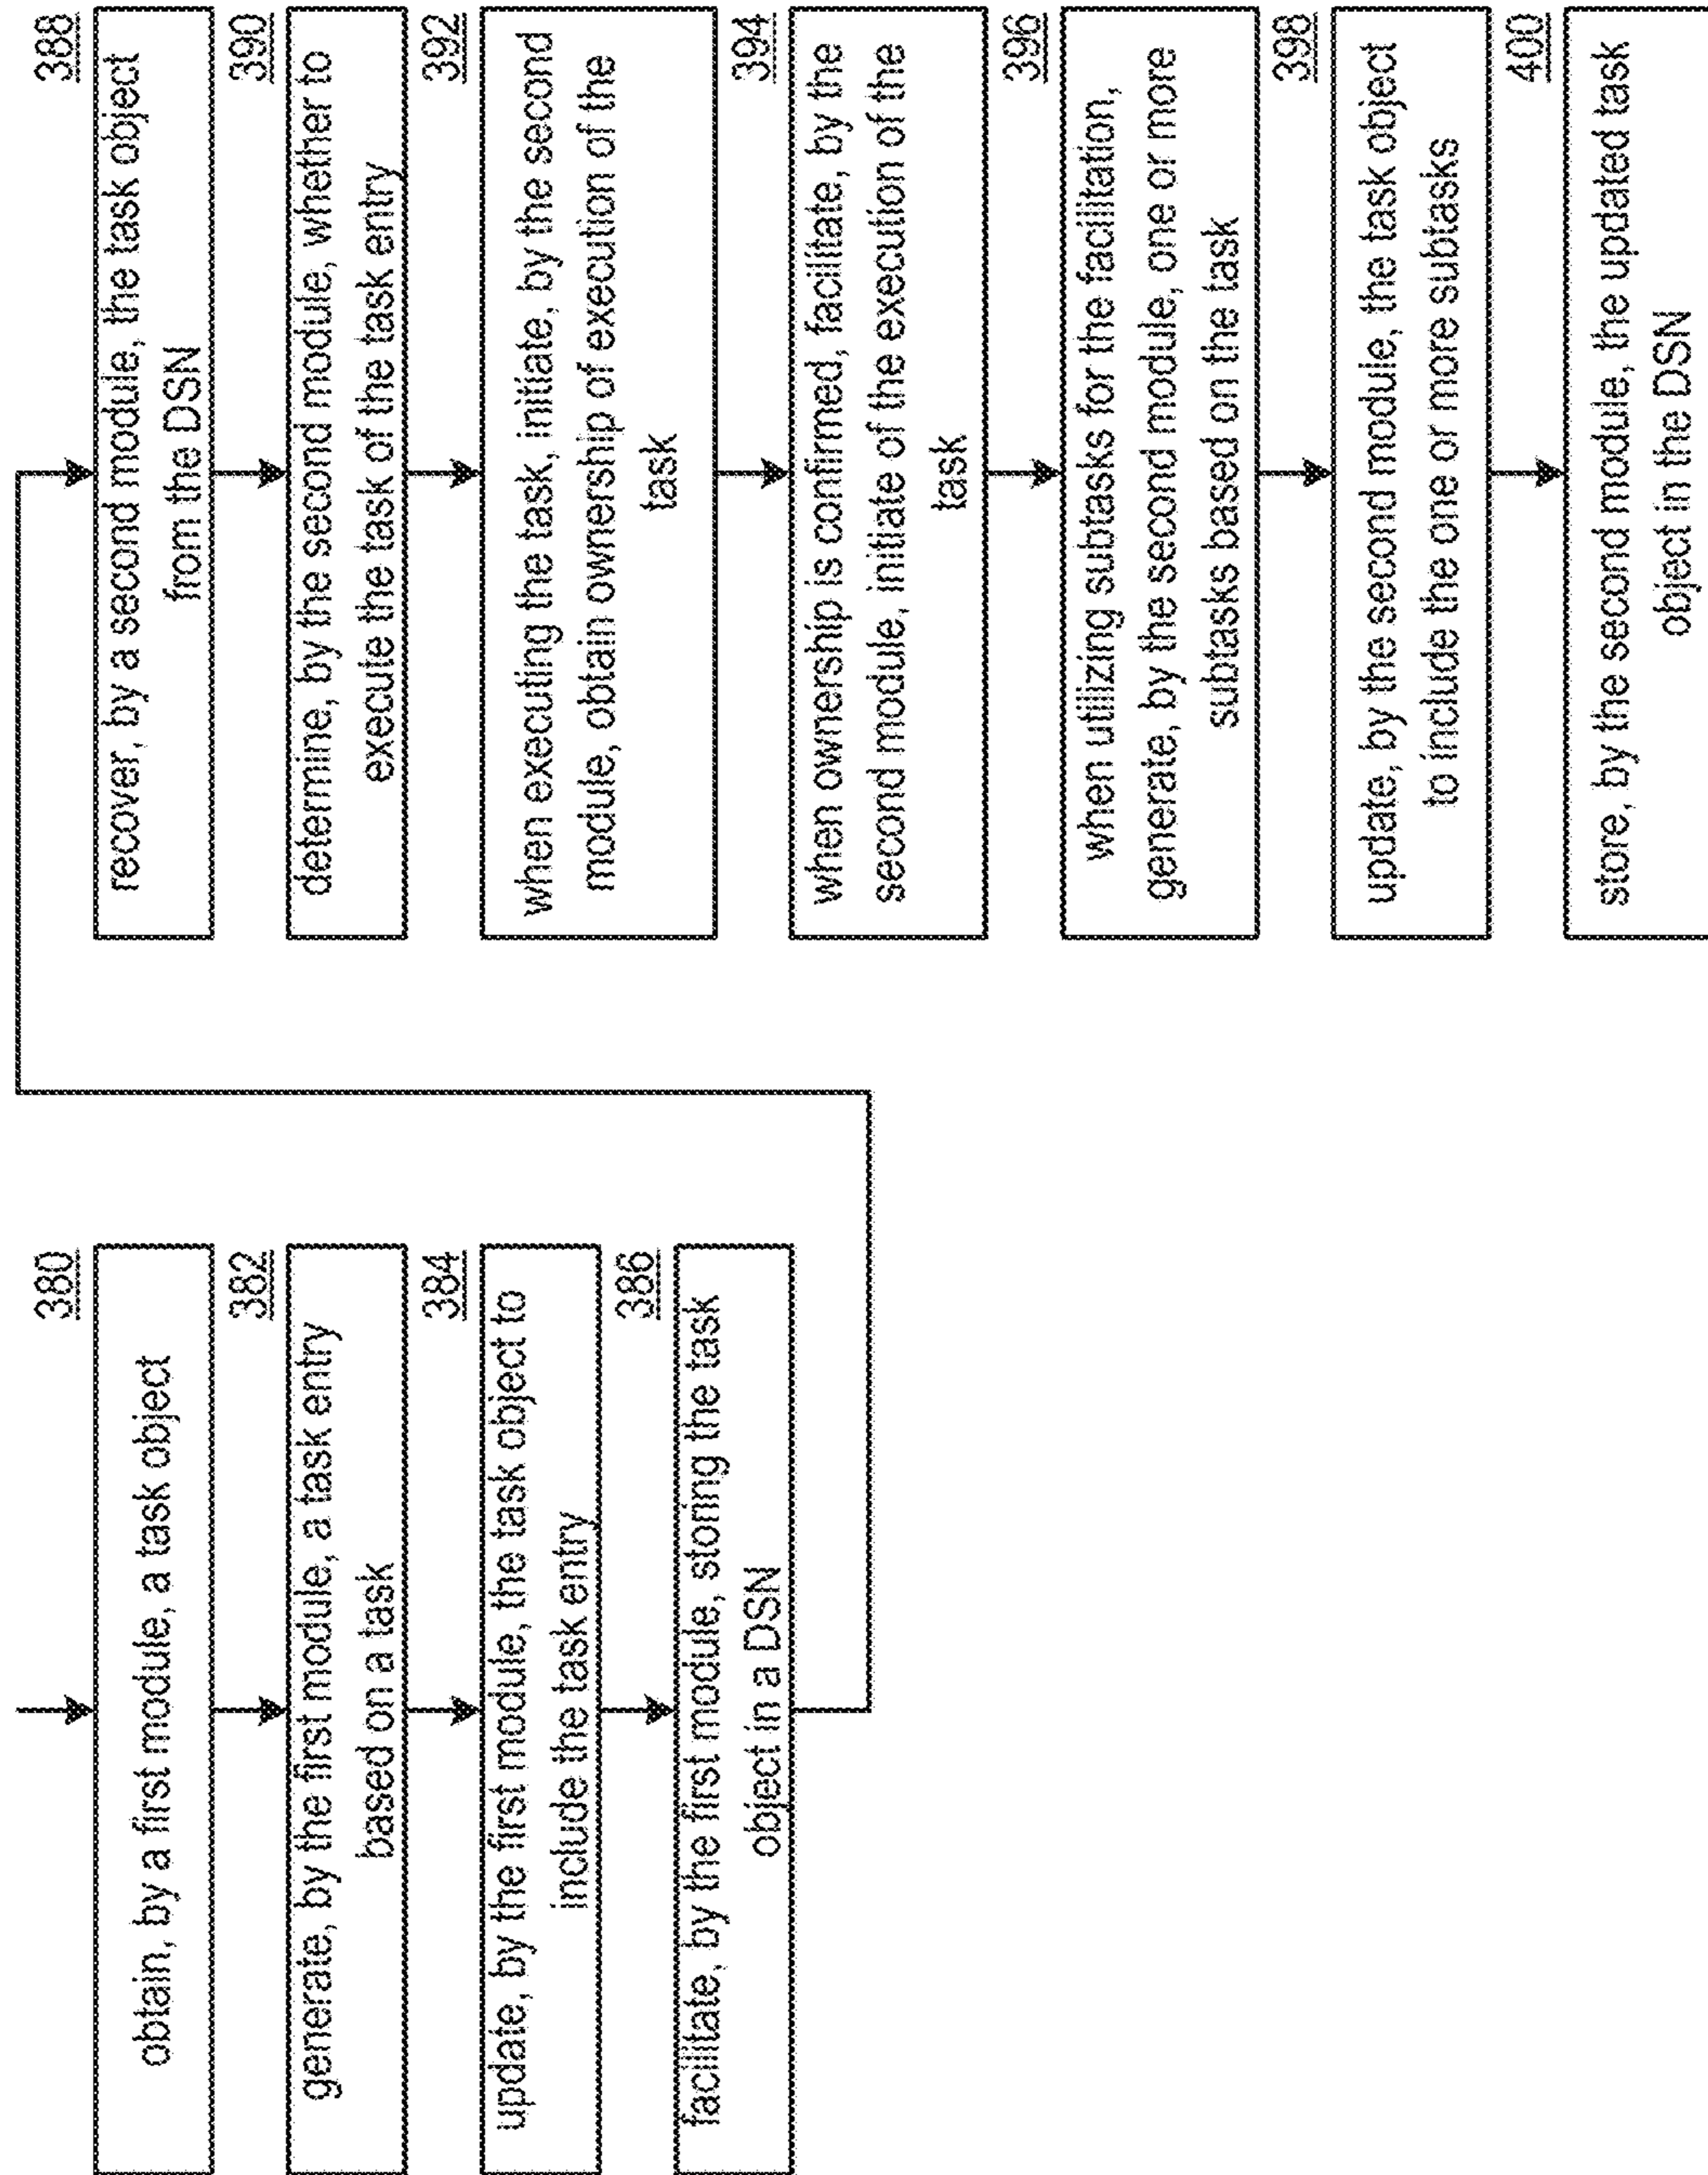 380
obtain, by a first module, a task object
382
generate, by the first module, a task entry
based on a task
384
update, by the first module, the task object to
include the task entry
386
facilitate, by the first module, storing the task
object in a DSN
388
recover, by a second module, the task object
from the DSN
390
determine, by the second module, whether to
execute the task of the task entry
392
when executing the task, initiate, by the second
module, obtain ownership of execution of the
task
394
when ownership is confirmed, facilitate, by the
second module, initiate of the execution of the
task
396
when utilizing subtasks for the facilitation,
generate, by the second module, one or more
subtasks based on the task
398
update, by the second module, the task object
to include the one or more subtasks
400
store, by the second module, the updated task
object in the DSN